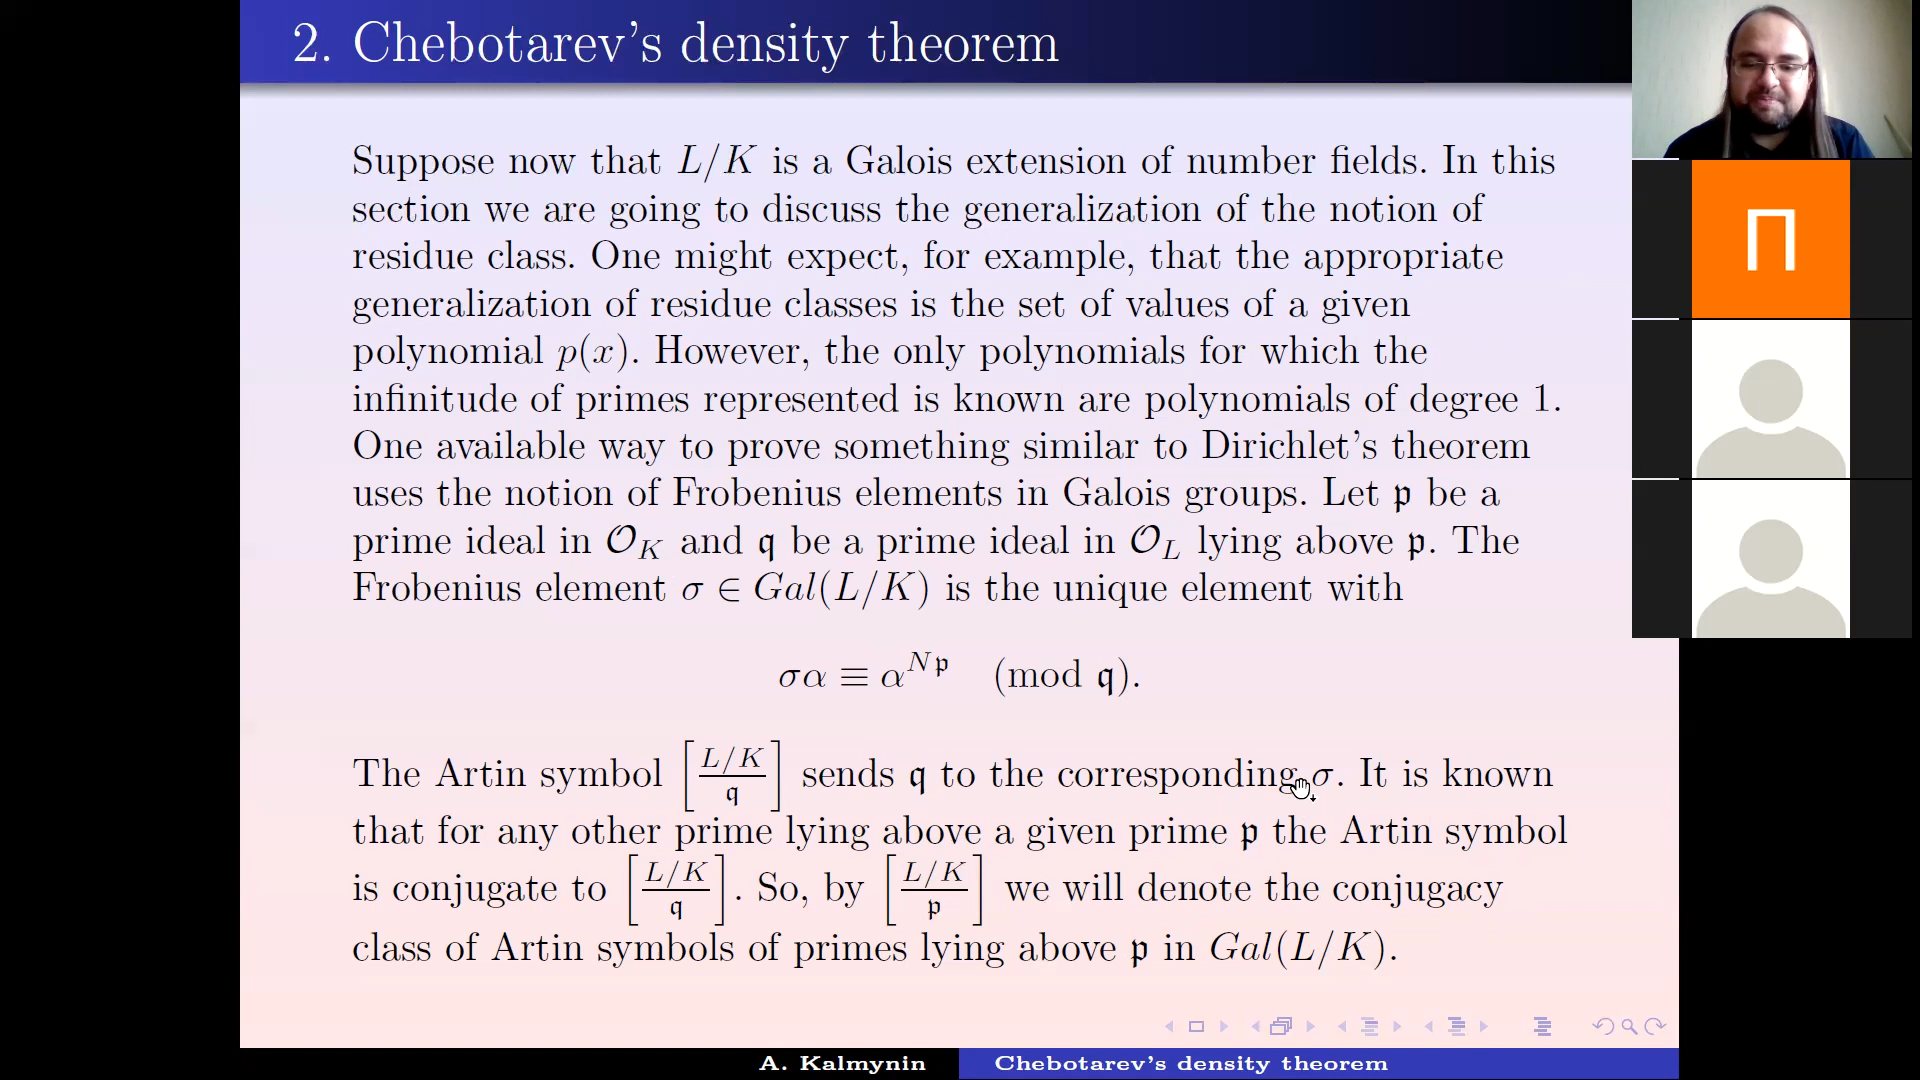 2. Chebotarev's density theorem
Suppose now that L/K is a Galois extension of number fields. In this
section we are going to discuss the generalization of the notion of
residue class. One might expect, for example, that the appropriate
generalization of residue classes is the set of values of a given
polynomial p(x). However, the only polynomials for which the
infinitude of primes represented is known are polynomials of degree 1.
One available way to prove something similar to Dirichlet's theorem
uses the notion of Frobenius elements in Galois groups. Let 𝔭 be a
prime ideal in 𝒪_K and 𝔮 be a prime ideal in 𝒪_L lying above 𝔭. The
Frobenius element σ ∈ Gal(L/K) is the unique element with
σα ≡ α^{N𝔭} (mod 𝔮).
The Artin symbol [(L/K)/𝔮] sends 𝔮 to the corresponding σ. It is known
that for any other prime lying above a given prime 𝔭 the Artin symbol
is conjugate to [(L/K)/𝔮]. So, by [(L/K)/𝔭] we will denote the conjugacy
class of Artin symbols of primes lying above 𝔭 in Gal(L/K).
A. Kalmynin
Chebotarev's density theorem
П